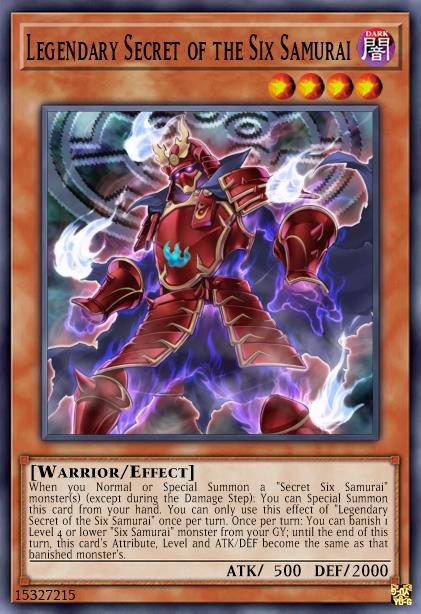 Legendary Secret of the Six Samurai
DARK
闇
[Warrior/Effect]
When you Normal or Special Summon a "Secret Six Samurai"
monster(s) (except during the Damage Step): You can Special Summon
this card from your hand. You can only use this effect of "Legendary
Secret of the Six Samurai" once per turn. Once per turn: You can banish 1
Level 4 or lower "Six Samurai" monster from your GY; until the end of
this turn, this card's Attribute, Level and ATK/DEF become the same as that
banished monster's.
ATK/ 500 DEF/2000
15327215